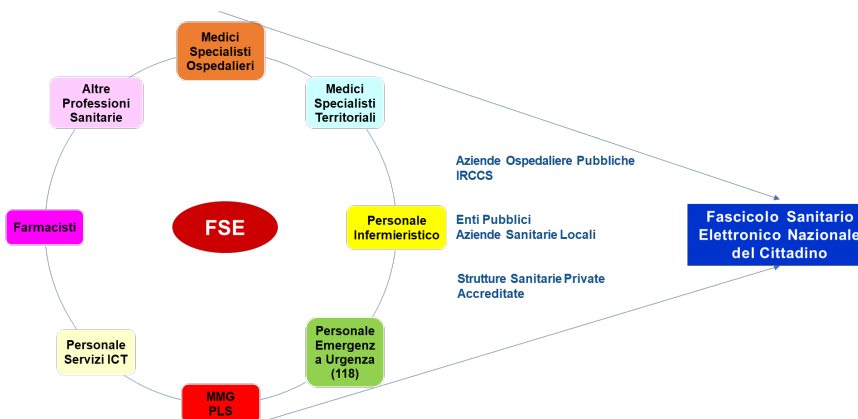 Medici
Specialisti
Ospedalieri
Altre
Professioni
Sanitarie
Medici
Specialisti
Territoriali
Aziende Ospedaliere Pubbliche
IRCCS
Farmacisti
FSE
Personale
Infermieristico
Enti Pubblici
Aziende Sanitarie Locali
Fascicolo Sanitario
Elettronico Nazionale
del Cittadino
Strutture Sanitarie Private
Accreditate
Personale
Servizi ICT
Personale
Emergenz
a Urgenza
(118)
MMG
PLS